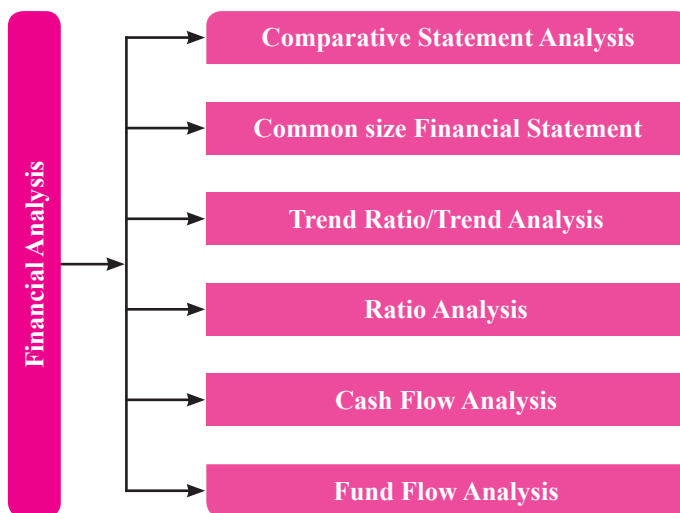 Financial Analysis
Comparative Statement Analysis
Common size Financial Statement
Trend Ratio/Trend Analysis
Ratio Analysis
Cash Flow Analysis
Fund Flow Analysis